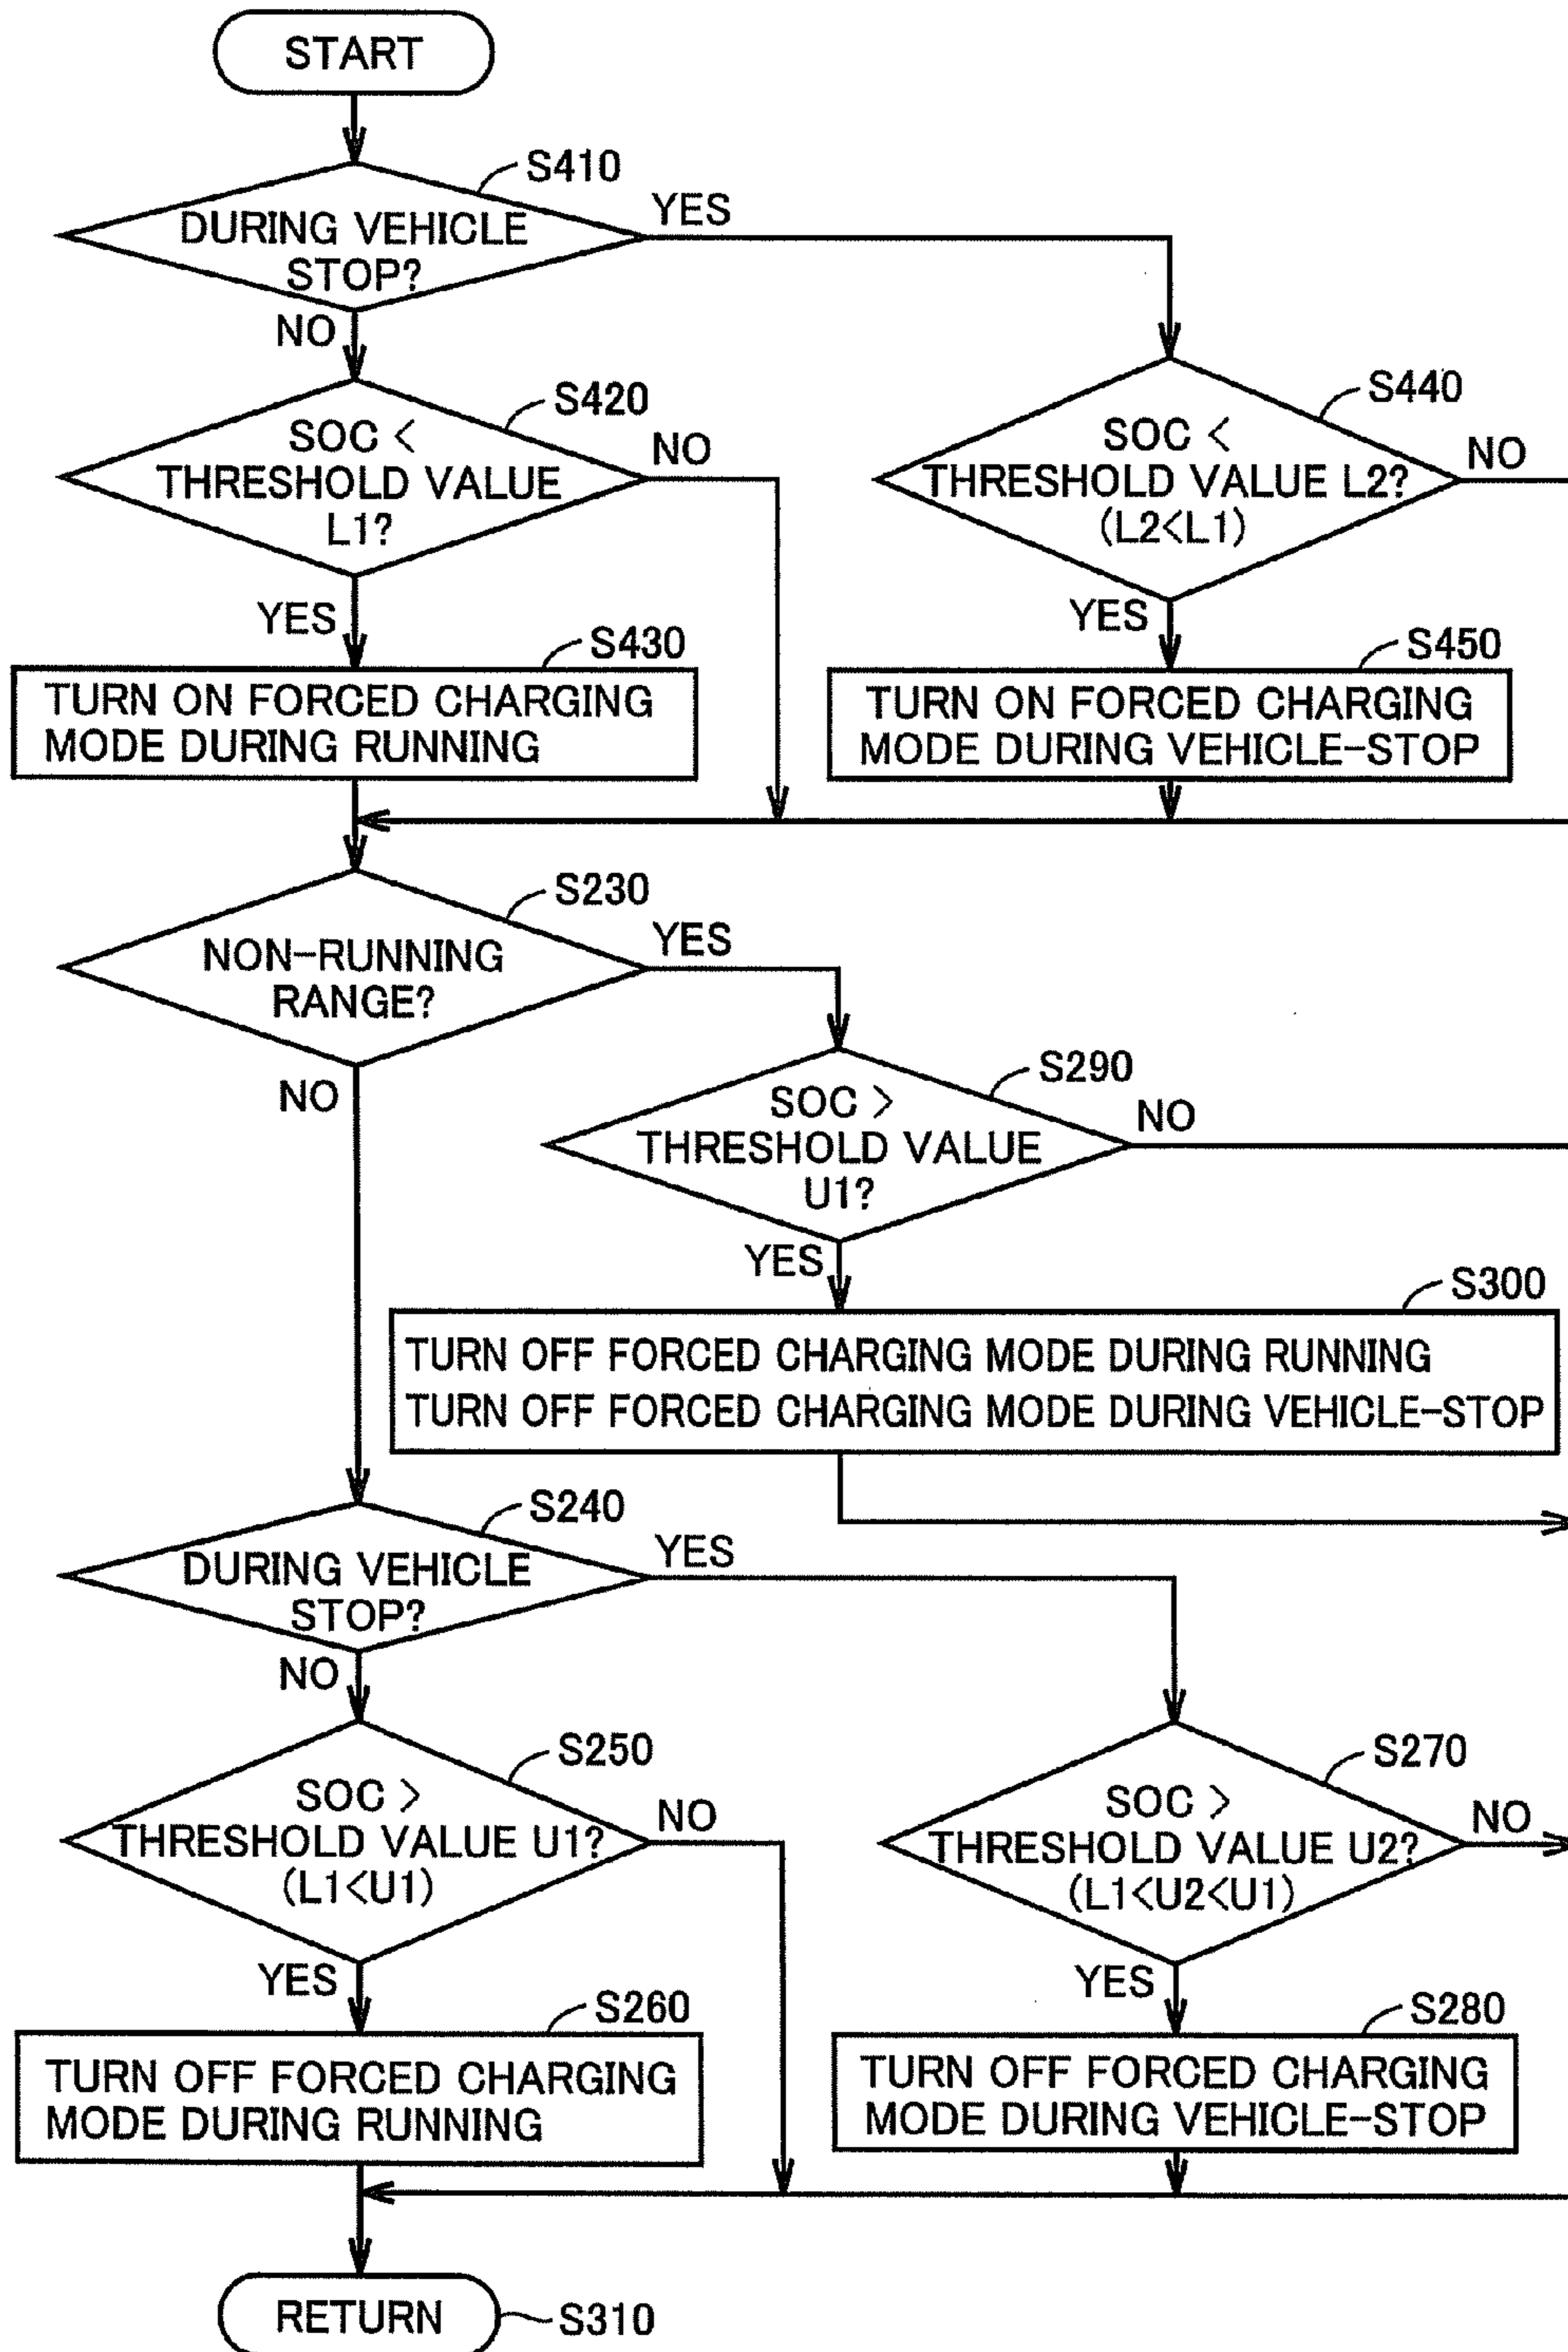 START
S410
DURING VEHICLE
STOP?
YES
NO
S420
SOC <
THRESHOLD VALUE
L1?
NO
YES
S440
SOC <
THRESHOLD VALUE L2?
(L2<L1)
NO
YES
S430
TURN ON FORCED CHARGING
MODE DURING RUNNING
S450
TURN ON FORCED CHARGING
MODE DURING VEHICLE-STOP
S230
NON-RUNNING
RANGE?
YES
NO
S290
SOC >
THRESHOLD VALUE
U1?
NO
YES
S300
TURN OFF FORCED CHARGING MODE DURING RUNNING
TURN OFF FORCED CHARGING MODE DURING VEHICLE-STOP
S240
DURING VEHICLE
STOP?
YES
NO
S250
SOC >
THRESHOLD VALUE U1?
(L1<U1)
NO
YES
S270
SOC >
THRESHOLD VALUE U2?
(L1<U2<U1)
NO
YES
S260
TURN OFF FORCED CHARGING
MODE DURING RUNNING
S280
TURN OFF FORCED CHARGING
MODE DURING VEHICLE-STOP
RETURN
S310